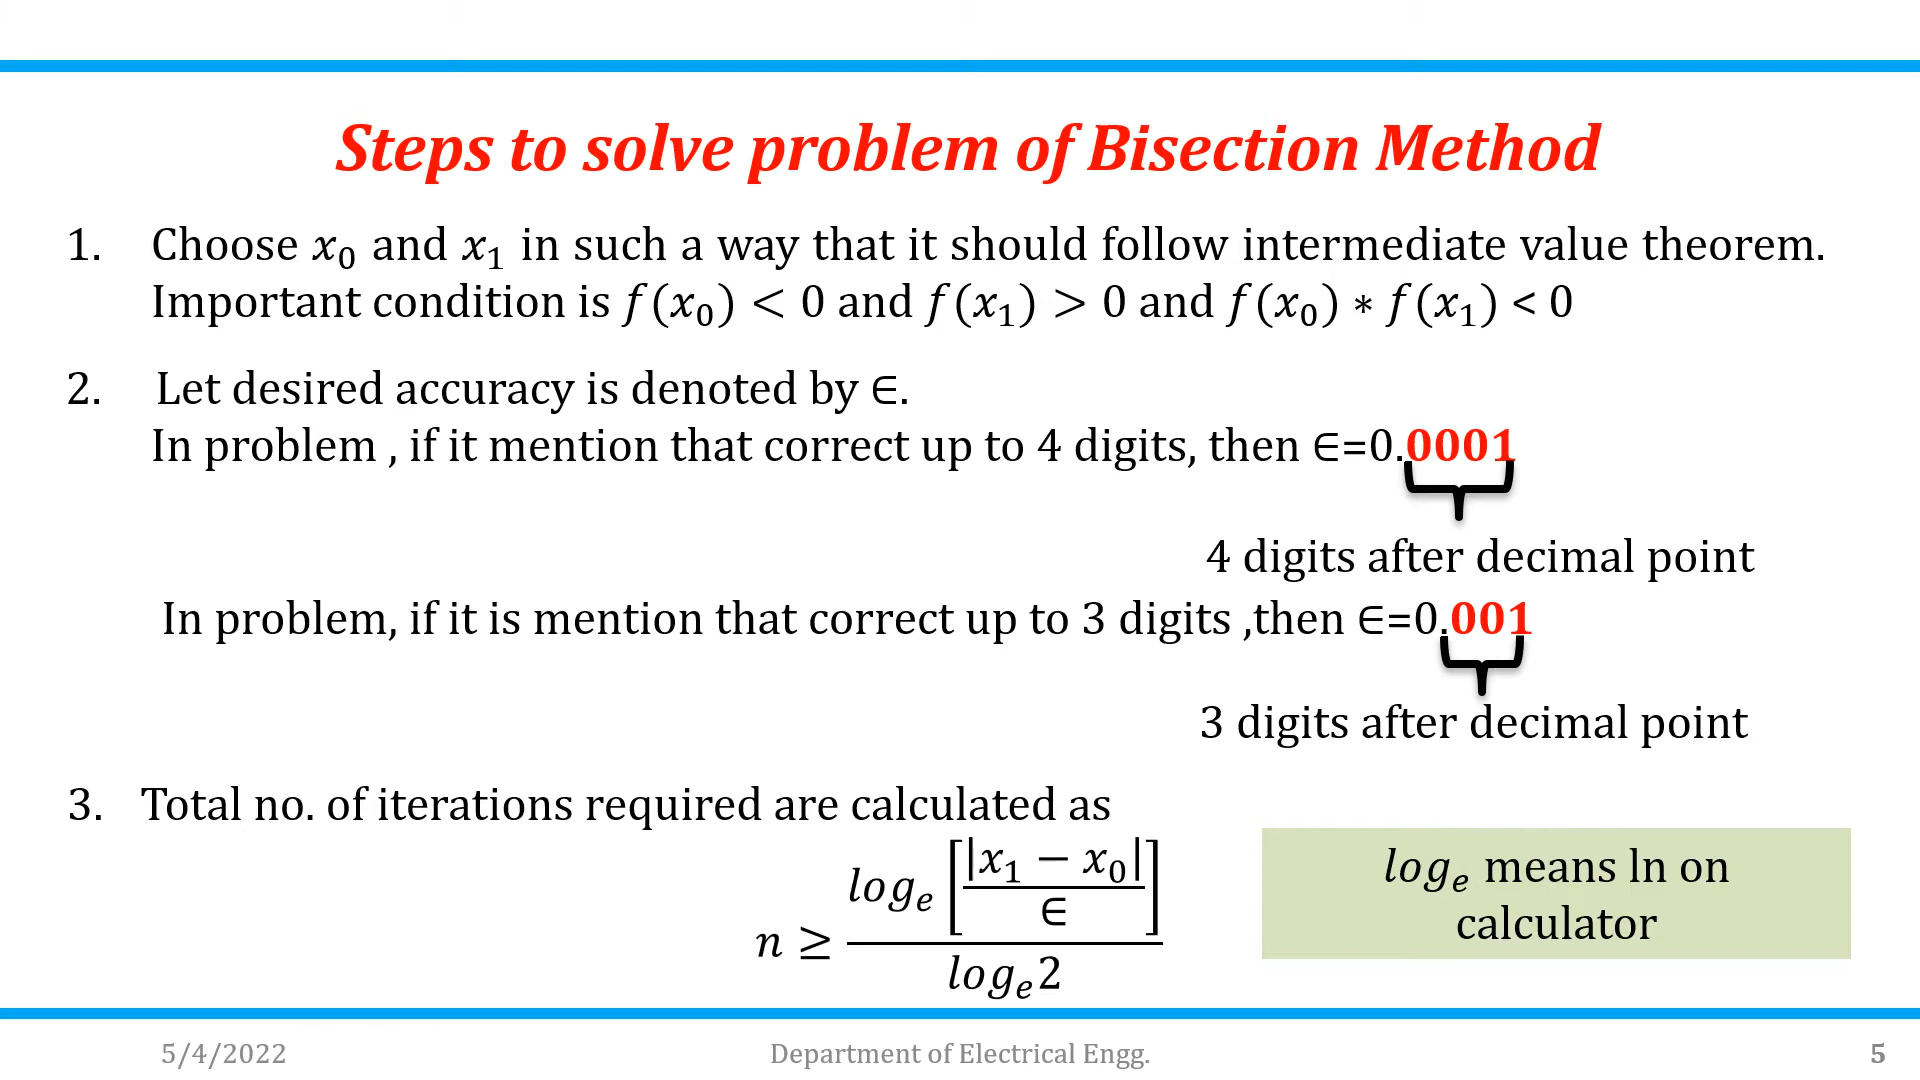 Steps to solve problem of Bisection Method
1. Choose x₀ and x₁ in such a way that it should follow intermediate value theorem.
Important condition is f(x₀) < 0 and f(x₁) > 0 and f(x₀) ∗ f(x₁) < 0
2. Let desired accuracy is denoted by ∈.
In problem , if it mention that correct up to 4 digits, then ∈=0.0001
4 digits after decimal point
In problem, if it is mention that correct up to 3 digits ,then ∈=0.001
3 digits after decimal point
3. Total no. of iterations required are calculated as
n ≥ logₑ[|x₁ − x₀| / ∈] / logₑ2
logₑ means ln on
calculator
5/4/2022 Department of Electrical Engg. 5